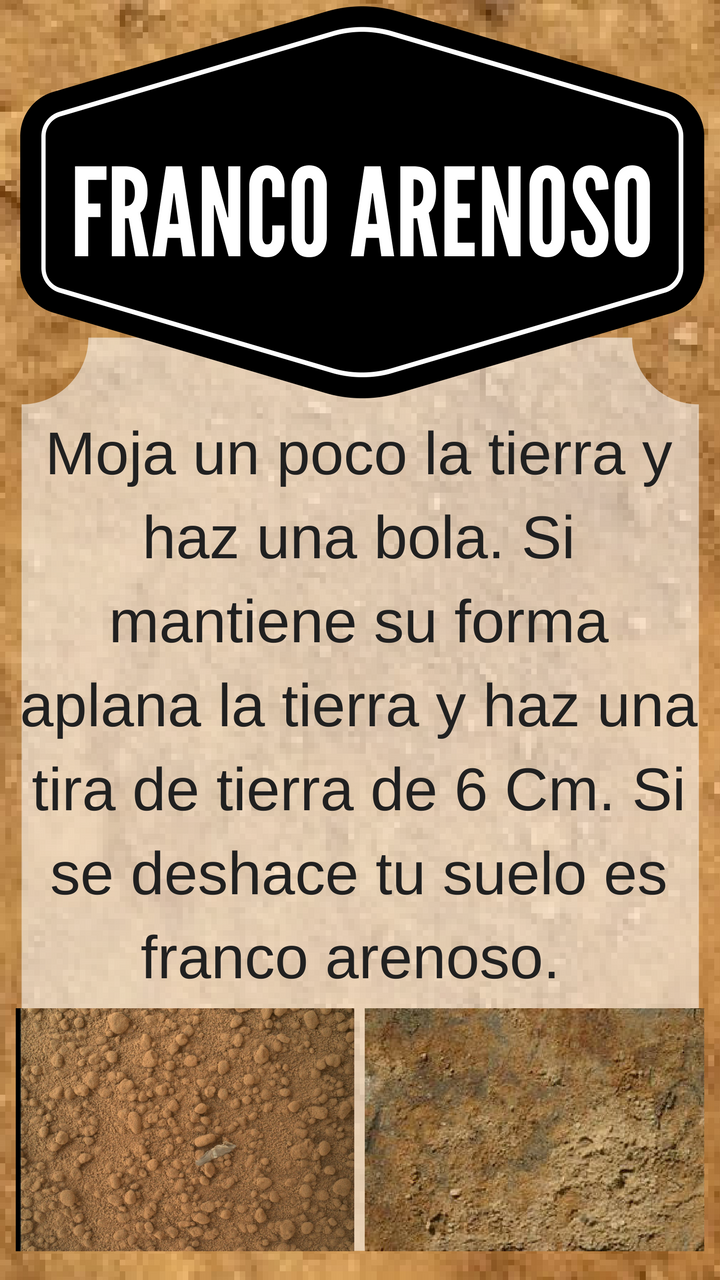 FRANCO ARENOSO
Moja un poco la tierra y
haz una bola. Si
mantiene su forma
aplana la tierra y haz una
tira de tierra de 6 Cm. Si
se deshace tu suelo es
franco arenoso.